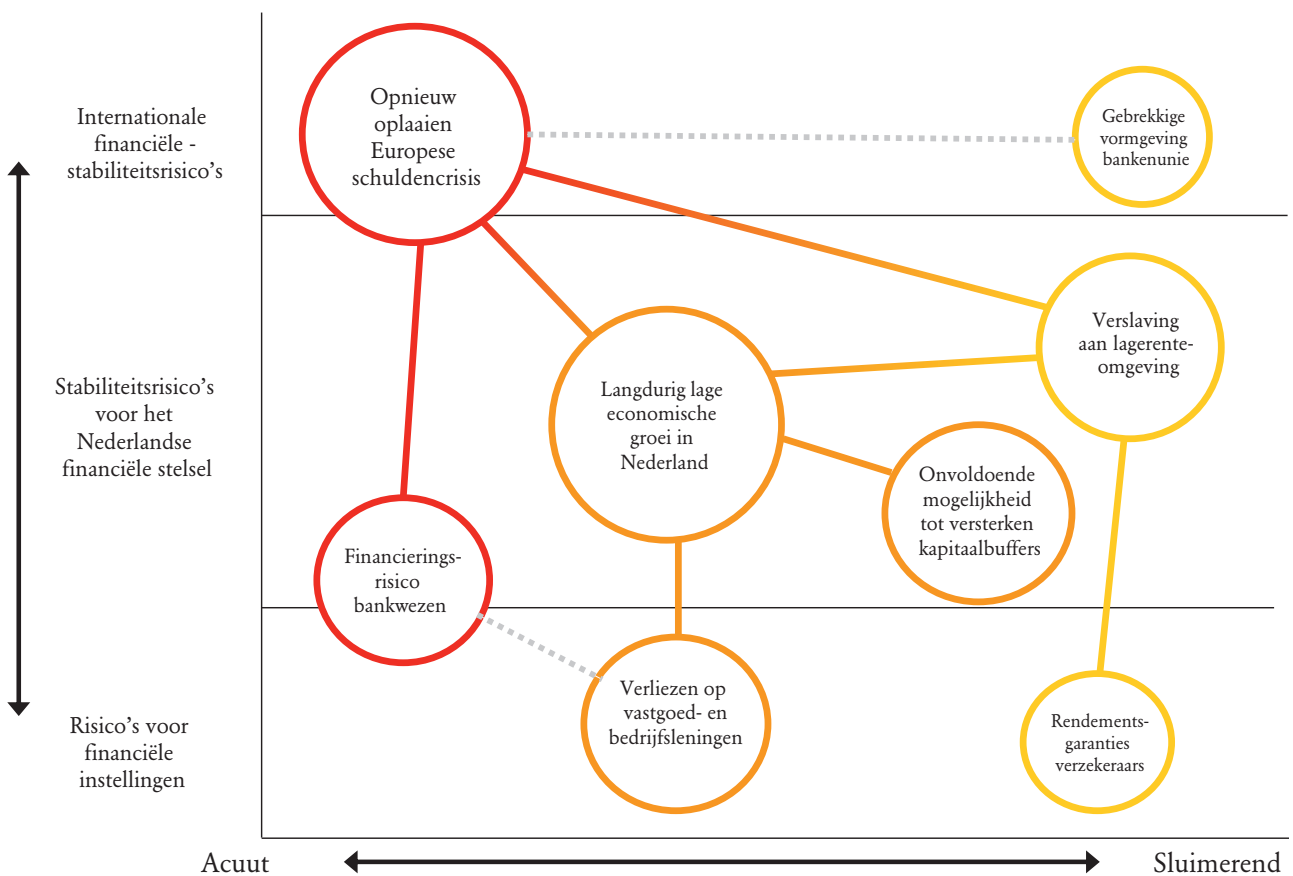 Internationale
financiële -
stabiliteitsrisico’s
Opnieuw
oplaaien
Europese
schuldencrisis
Gebrekkige
vormgeving
bankenunie
Stabiliteitsrisico’s
voor het
Nederlandse
financiële stelsel
Verslaving
aan lagerente-
omgeving
Langdurig lage
economische
groei in
Nederland
Onvoldoende
mogelijkheid
tot versterken
kapitaalbuffers
Financierings-
risico
bankwezen
Risico’s voor
financiële
instellingen
Verliezen op
vastgoed- en
bedrijfsleningen
Rendements-
garanties
verzekeraars
Acuut
Sluimerend